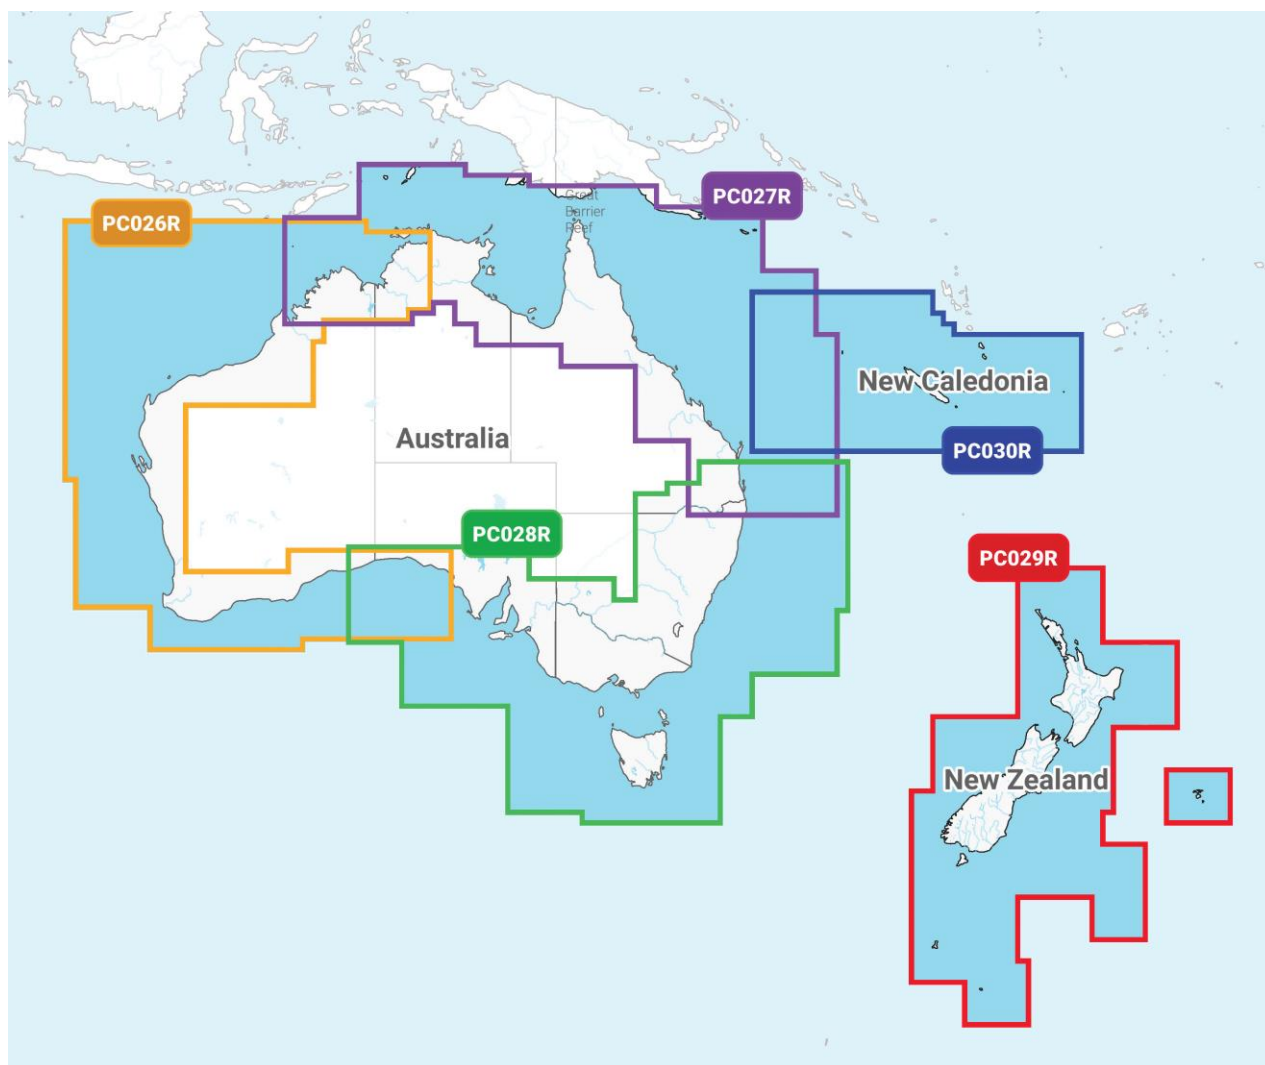 Great
Barrier
Reef
PC027R
PC026R
New Caledonia
Australia
PC030R
PC028R
PC029R
New Zealand